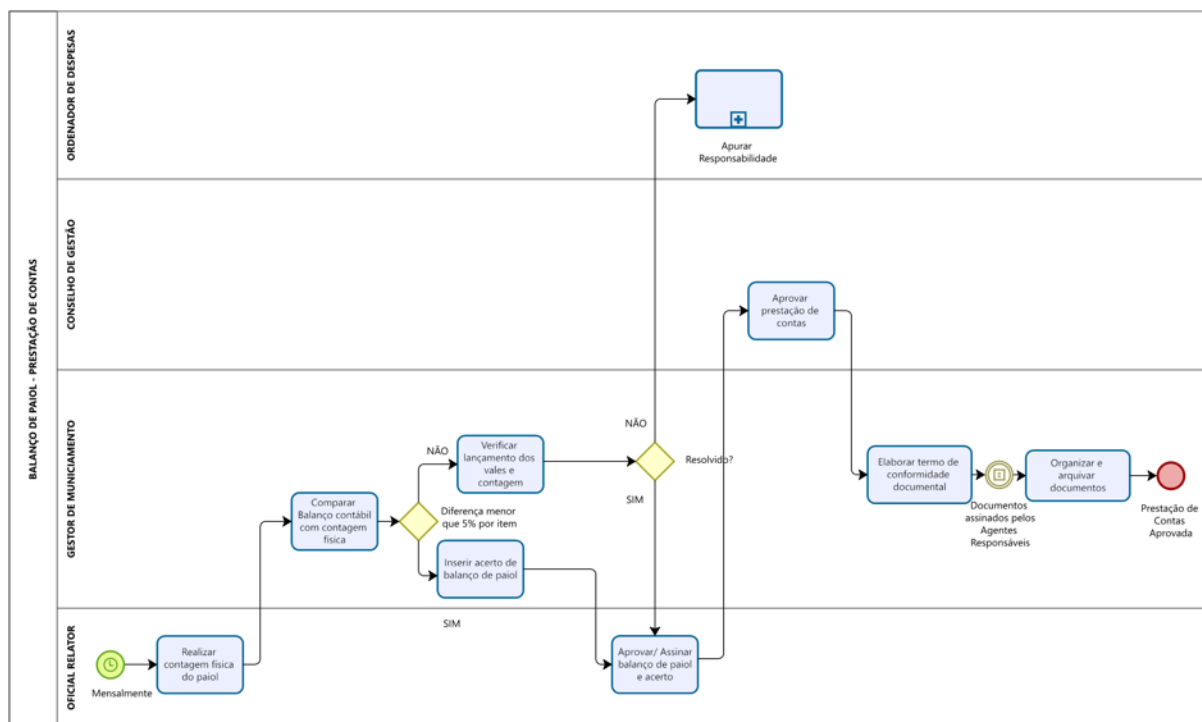 BALANÇO DE PAIOL - PRESTAÇÃO DE CONTAS
ORDENADOR DE DESPESAS
Apurar
Responsabilidade
CONSELHO DE GESTÃO
Aprovar
prestação de
contas
GESTOR DE MUNICIAMENTO
Comparar
Balanço contábil
com contagem
física
NÃO
Diferença menor
que 5% por item
Verificar
lançamento dos
vales e
contagem
Inserir acerto de
balanço de paiol
NÃO
Resolvido?
SIM
Elaborar termo de
conformidade
documental
Documentos
assinados pelos
Agentes
Responsáveis
Organizar e
arquivar
documentos
Prestação de
Contas
Aprovada
OFICIAL RELATOR
Mensalmente
Realizar
contagem física
do paiol
SIM
Aprovar/ Assinar
balanço de paiol
e acerto